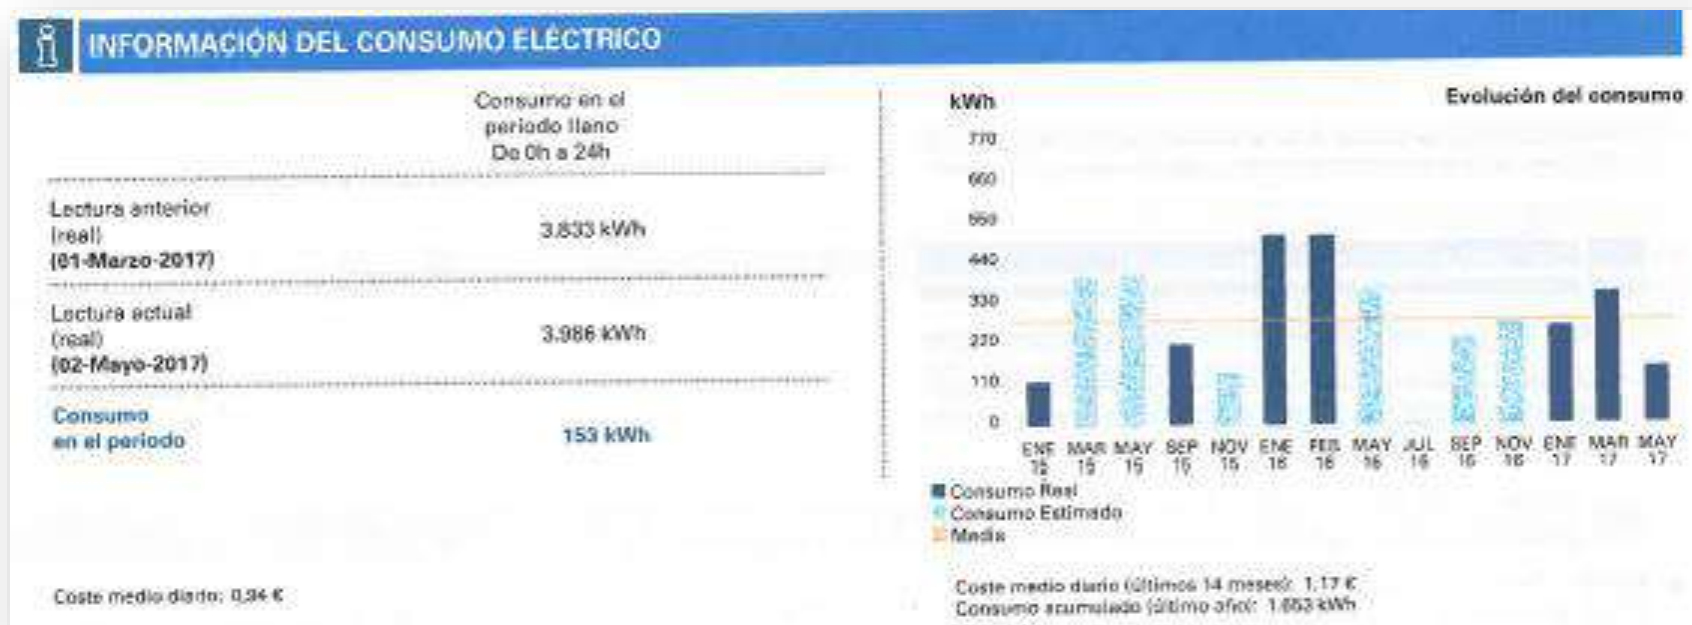 INFORMACIÓN DEL CONSUMO ELÉCTRICO
Consumo en el
periodo llano
De 0h a 24h
Lectura anterior
(real)
(01-Marzo-2017)
3.833 kWh
Lectura actual
(real)
(02-Mayo-2017)
3.986 kWh
Consumo
en el periodo
153 kWh
Coste medio diario: 0,94 €
kWh
Evolución del consumo
770
660
550
440
330
220
110
0
ENE MAR MAY SEP NOV ENE FEB MAY JUL SEP NOV ENE MAR MAY
15 15 15 15 15 16 16 16 16 16 16 17 17 17
Consumo Real
Consumo Estimado
Media
Coste medio diario (últimos 14 meses): 1,17 €
Consumo acumulado (último año): 1.653 kWh